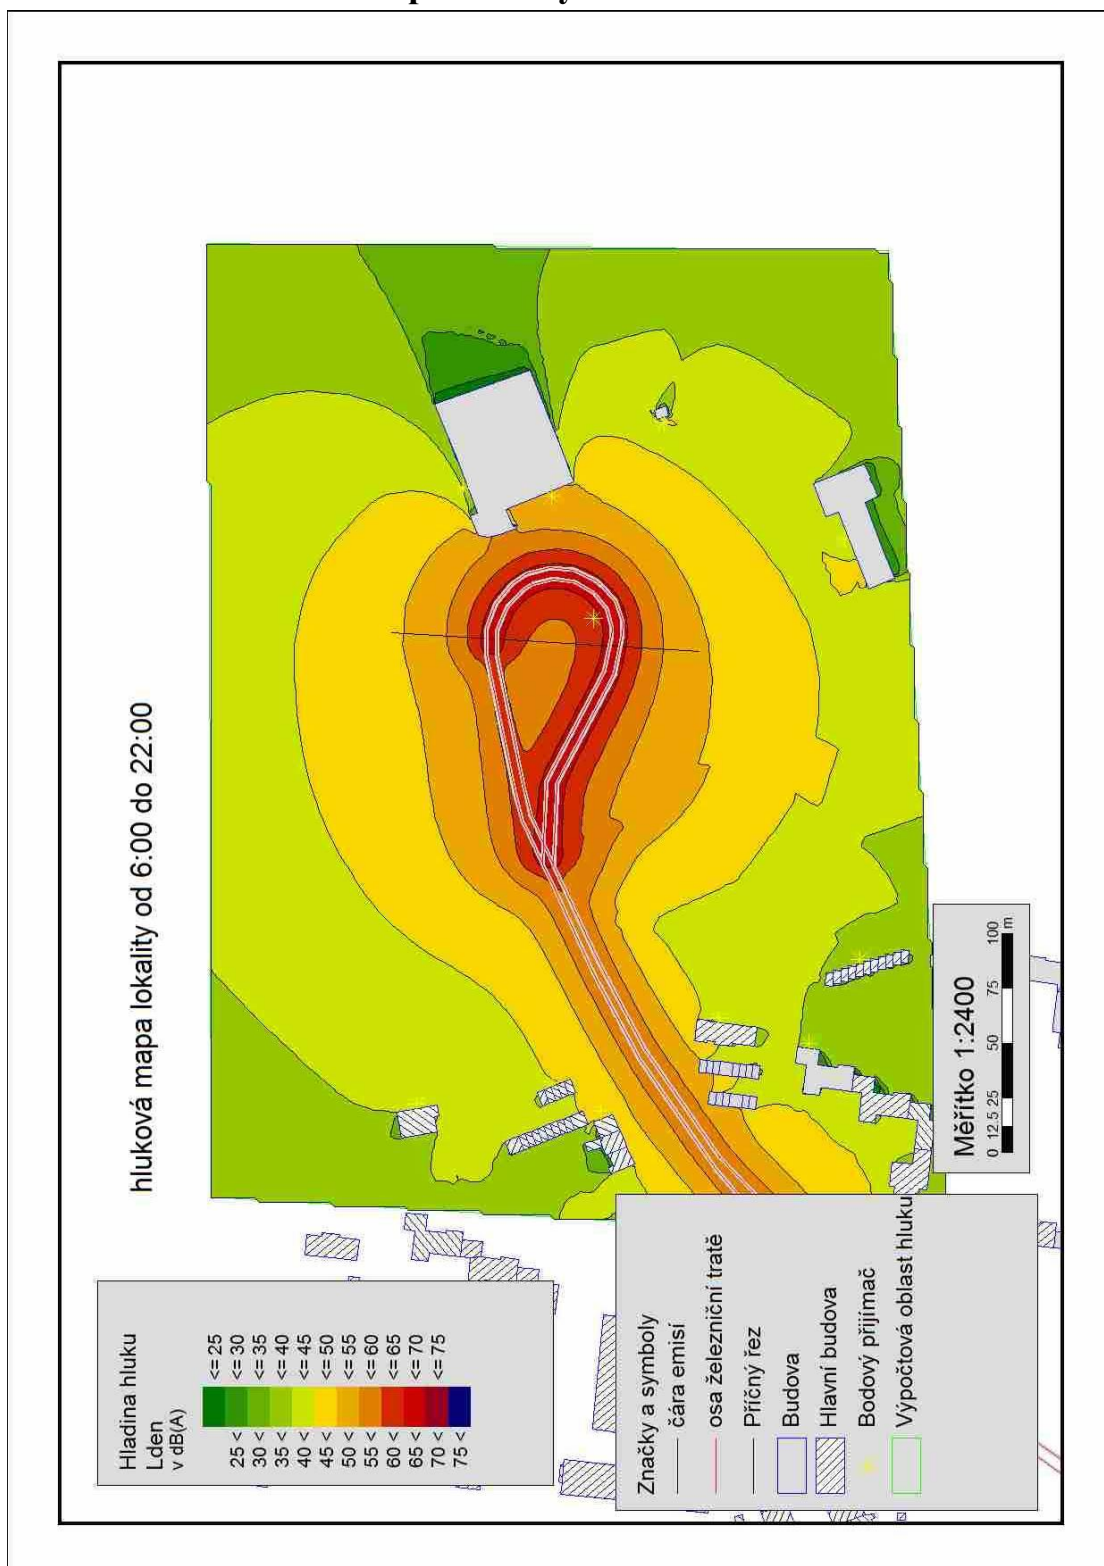 hluková mapa lokality od 6:00 do 22:00
Hladina hluku
Lden
v dB(A)
<= 25
25 < <= 30
30 < <= 35
35 < <= 40
40 < <= 45
45 < <= 50
50 < <= 55
55 < <= 60
60 < <= 65
65 < <= 70
70 < <= 75
75 <
Značky a symboly
čára emisí
osa železniční tratě
Příčný řez
Budova
Hlavní budova
Bodový přijímač
Výpočtová oblast hluku
Měřítko 1:2400
0 12.5 25 50 75 100
m